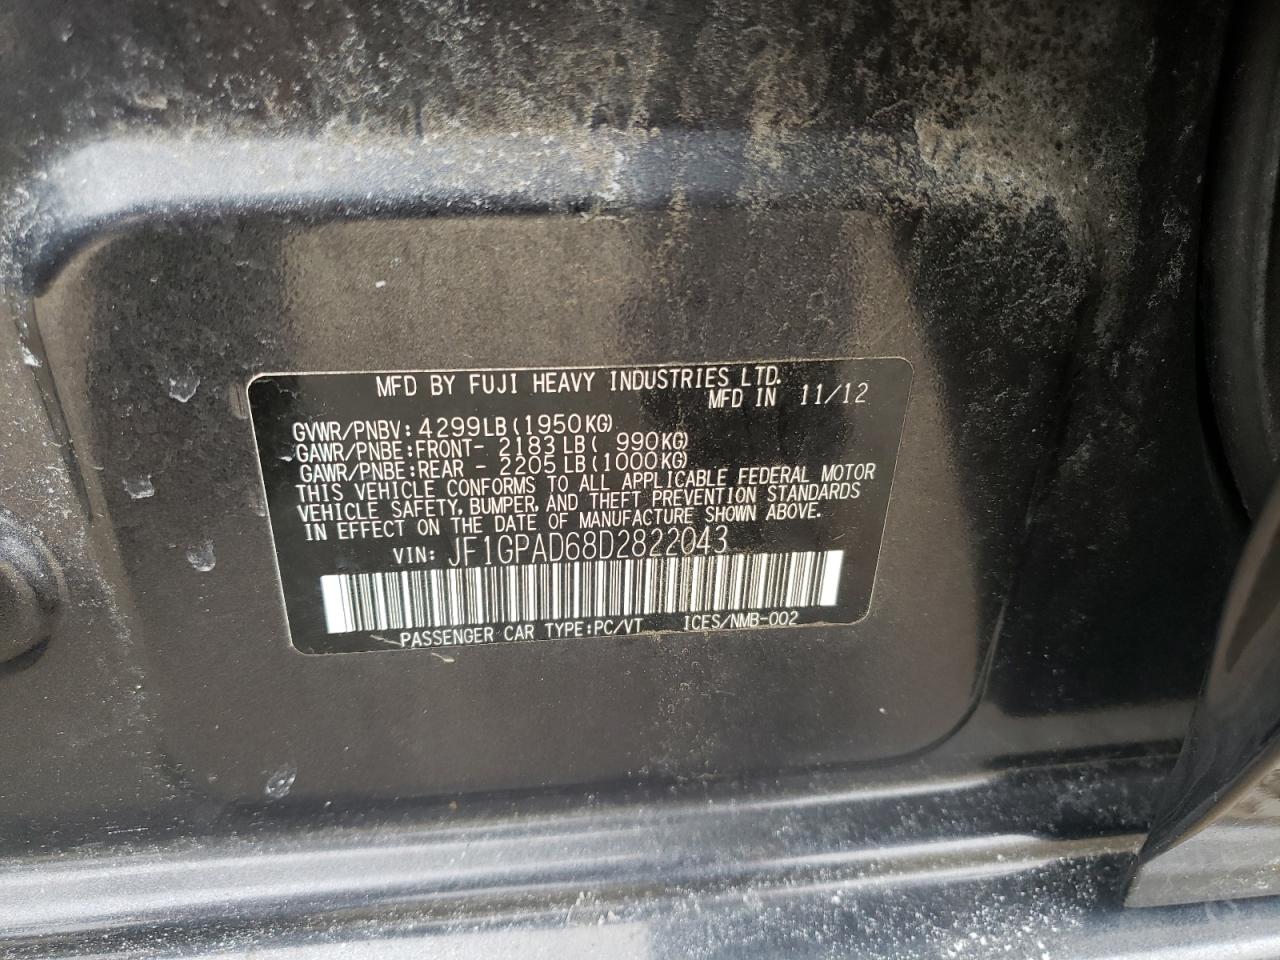 MFD BY FUJI HEAVY INDUSTRIES LTD.
MFD IN 11/12
GVWR/PNBV: 4299LB(1950KG)
GAWR/PNBE:FRONT- 2183LB( 990KG)
GAWR/PNBE:REAR - 2205LB(1000KG)
THIS VEHICLE CONFORMS TO ALL APPLICABLE FEDERAL MOTOR
VEHICLE SAFETY, BUMPER, AND THEFT PREVENTION STANDARDS
IN EFFECT ON THE DATE OF MANUFACTURE SHOWN ABOVE.
VIN: JF1GPAD68D2822043
PASSENGER CAR TYPE:PC/VT ICES/NMB-002